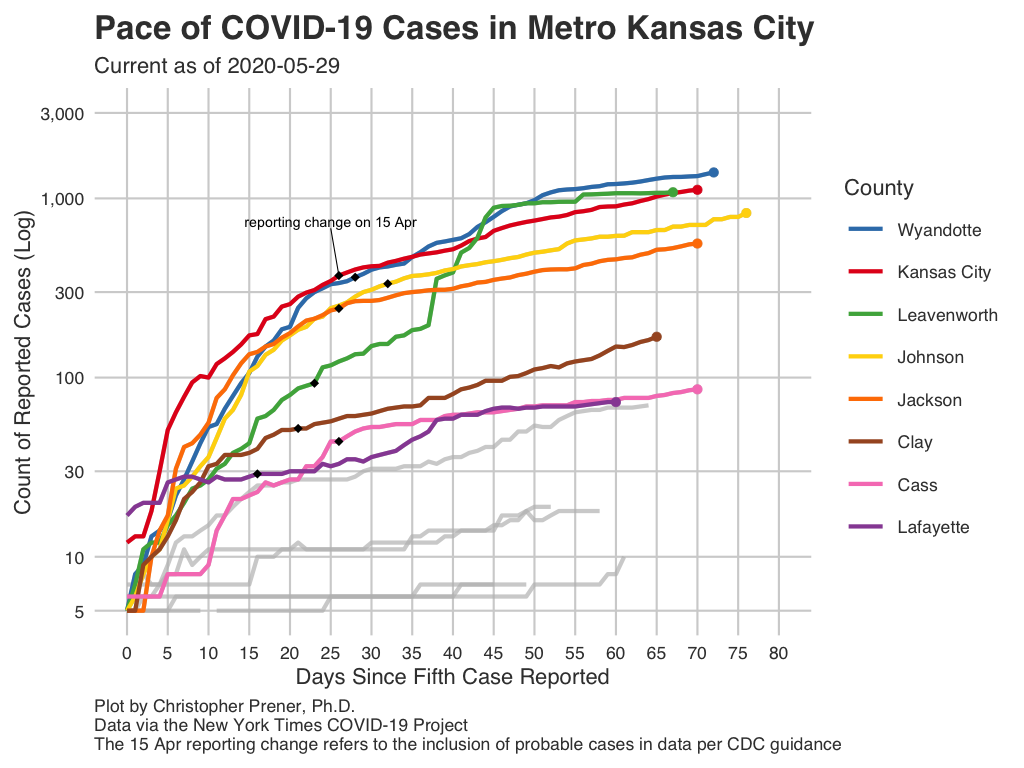 Pace of COVID-19 Cases in Metro Kansas City
Current as of 2020-05-29
3,000
1,000
300
100
30
10
5
Count of Reported Cases (Log)
reporting change on 15 Apr
0 5 10 15 20 25 30 35 40 45 50 55 60 65 70 75 80
Days Since Fifth Case Reported
County
Wyandotte
Kansas City
Leavenworth
Johnson
Jackson
Clay
Cass
Lafayette
Plot by Christopher Prener, Ph.D.
Data via the New York Times COVID-19 Project
The 15 Apr reporting change refers to the inclusion of probable cases in data per CDC guidance